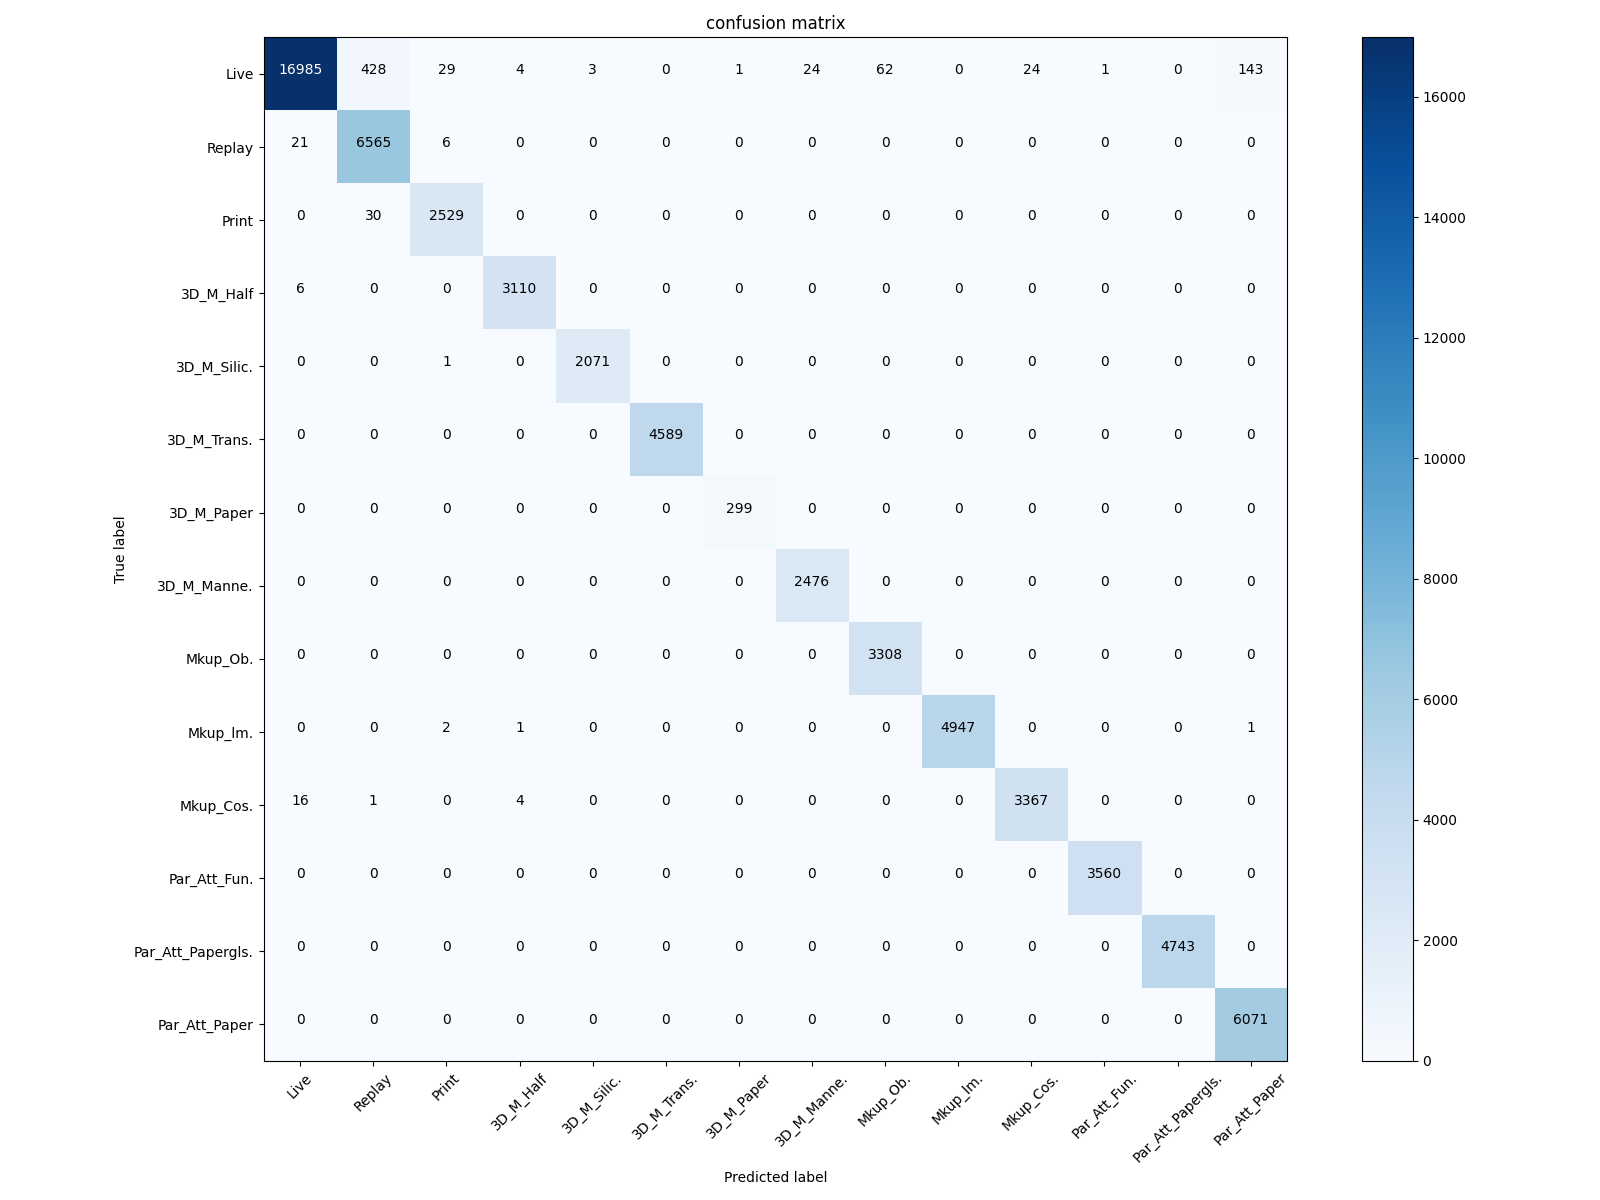 confusion matrix
Live 16985 428 29 4 3 0 1 24 62 0 24 1 0 143
Replay 21 6565 6 0 0 0 0 0 0 0 0 0 0 0
Print 0 30 2529 0 0 0 0 0 0 0 0 0 0 0
3D_M_Half 6 0 0 3110 0 0 0 0 0 0 0 0 0 0
3D_M_Silic. 0 0 1 0 2071 0 0 0 0 0 0 0 0 0
3D_M_Trans. 0 0 0 0 0 4589 0 0 0 0 0 0 0 0
3D_M_Paper 0 0 0 0 0 0 299 0 0 0 0 0 0 0
3D_M_Manne. 0 0 0 0 0 0 0 2476 0 0 0 0 0 0
Mkup_Ob. 0 0 0 0 0 0 0 0 3308 0 0 0 0 0
Mkup_Im. 0 0 2 1 0 0 0 0 0 4947 0 0 0 1
Mkup_Cos. 16 1 0 4 0 0 0 0 0 0 3367 0 0 0
Par_Att_Fun. 0 0 0 0 0 0 0 0 0 0 0 3560 0 0
Par_Att_Papergls. 0 0 0 0 0 0 0 0 0 0 0 0 4743 0
Par_Att_Paper 0 0 0 0 0 0 0 0 0 0 0 0 0 6071
Live Replay Print 3D_M_Half 3D_M_Silic. 3D_M_Trans. 3D_M_Paper 3D_M_Manne. Mkup_Ob. Mkup_Im. Mkup_Cos. Par_Att_Fun. Par_Att_Papergls. Par_Att_Paper
True label
Predicted label
16000
14000
12000
10000
8000
6000
4000
2000
0